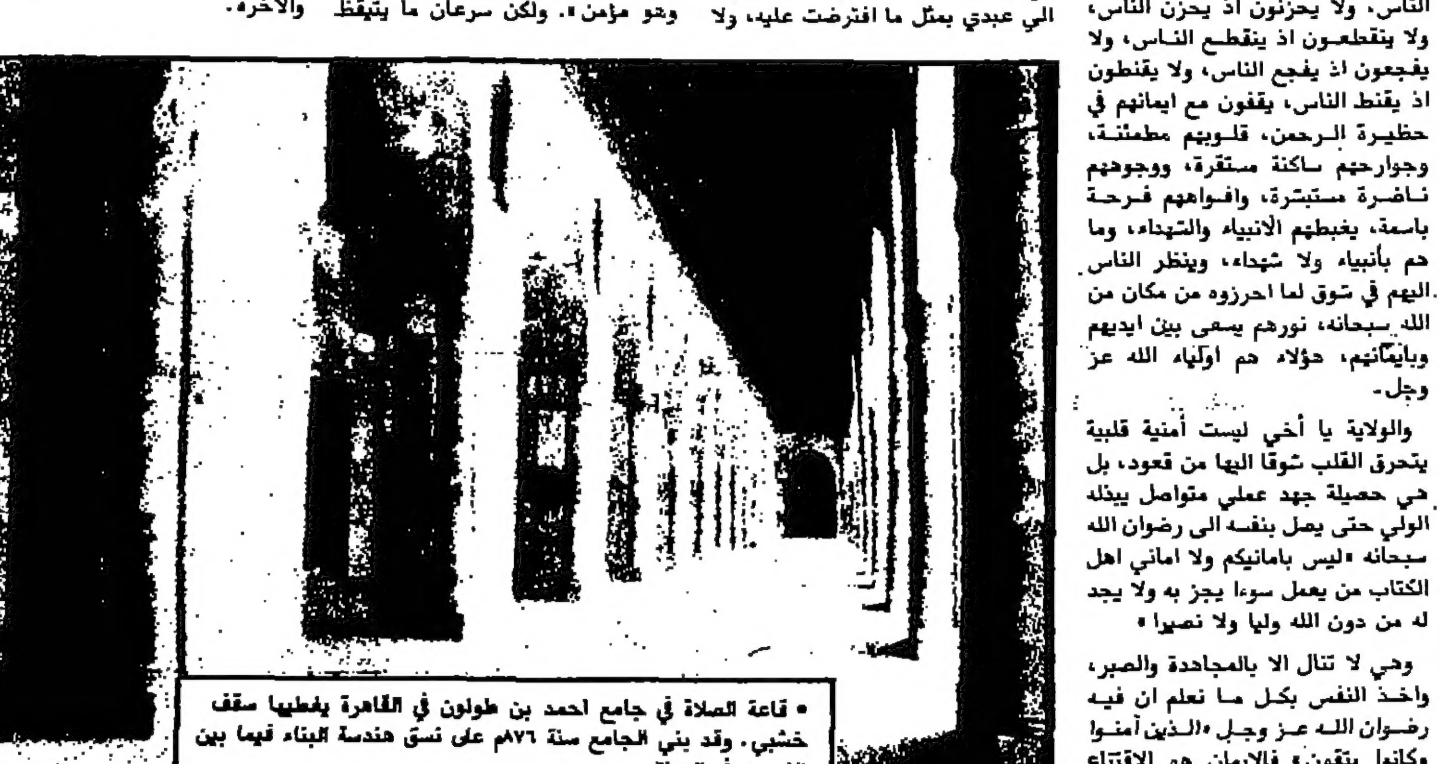 الناس، ولا يحزنون اذ يحزن الناس،
ولا ينقطعون اذ ينقطع الناس، ولا
يفجعون اذ يفجع الناس، ولا يقنطون
اذ يقنط الناس، يقفون مع ايمانهم في
حظيرة الرحمن، قلوبهم مطمئنة،
وجوارحهم ساكنة مستقرة، ووجوههم
ناضرة مستبشرة، وافواههم فرحة
باسمة، يغبطهم الانبياء والشهداء، وما
هم بأنبياء ولا شهداء، وينظر الناس
اليهم في شوق لما احرزوه من مكان من
الله سبحانه، نورهم يسعى بين ايديهم
وبايمانهم، هؤلاء هم اولياء الله عز
وجل.
والولاية يا أخي ليست أمنية قلبية
يتحرق القلب شوقا اليها من قعود، بل
هي حصيلة جهد عملي متواصل يبذله
الولي حتى يصل بنفسه الى رضوان الله
سبحانه «ليس بامانيكم ولا اماني اهل
الكتاب من يعمل سوءا يجز به ولا يجد
له من دون الله وليا ولا نصيرا»
وهي لا تنال الا بالمجاهدة والصبر،
واخذ النفس بكل ما نعلم ان فيه
رضوان الله عز وجل «الذين آمنوا
وكانوا يتقون» فالايمان هو الاقتناع
الي عبدي بمثل ما افترضت عليه، ولا
وهو مؤمن». ولكن سرعان ما يتيقظ
والآخرة.
• قاعة الصلاة في جامع احمد بن طولون في القاهرة يغطيها سقف
خشبي. وقد بني الجامع سنة ٨٧٦م على نسق هندسة البناء فيما بين